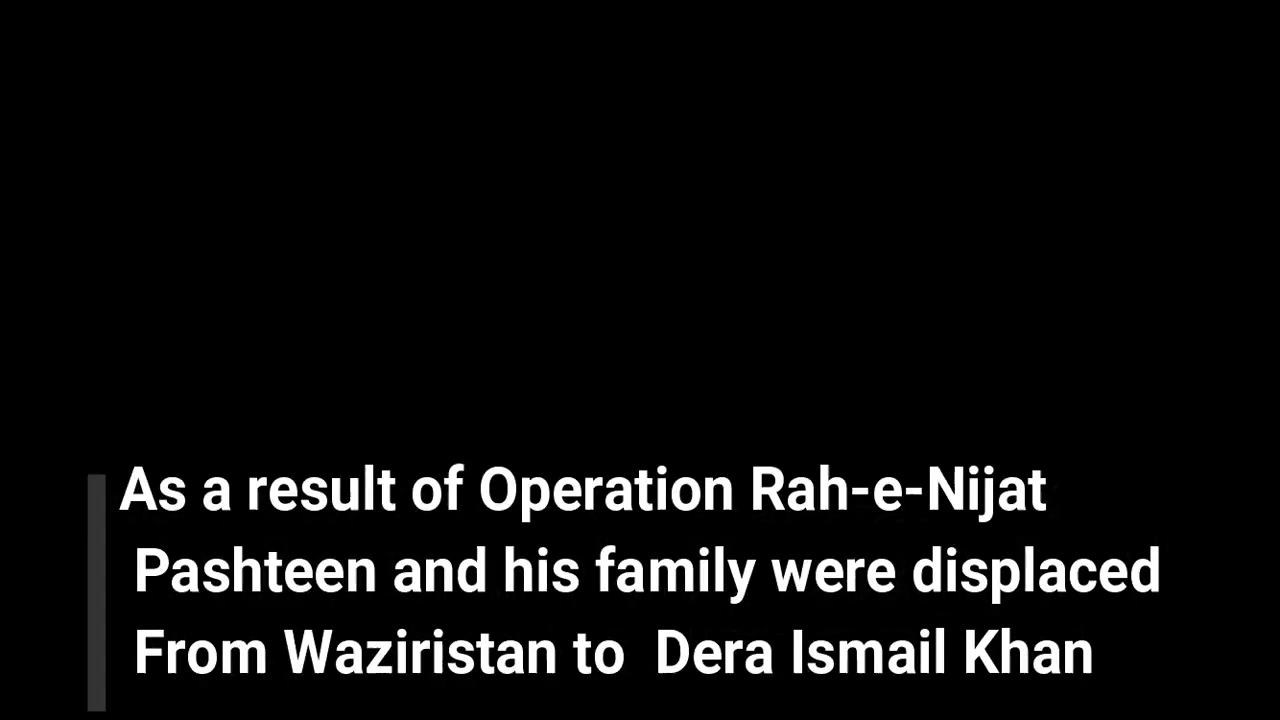 As a result of Operation Rah-e-Nijat
Pashteen and his family were displaced
From Waziristan to Dera Ismail Khan